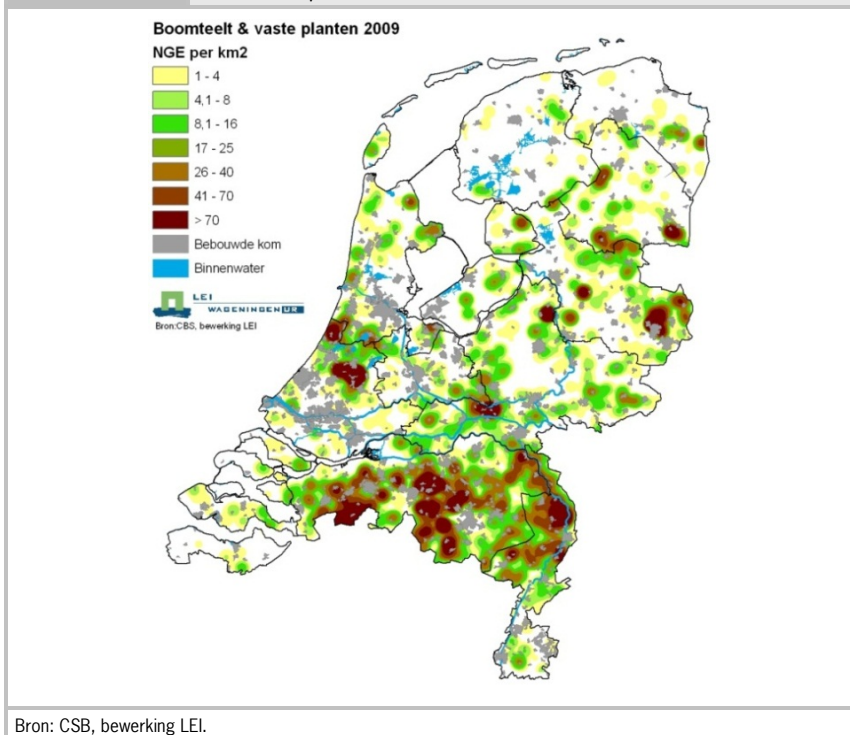 Boomteelt & vaste planten 2009
NGE per km2
1 - 4
4,1 - 8
8,1 - 16
17 - 25
26 - 40
41 - 70
> 70
Bebouwde kom
Binnenwater
LEI
WAGENINGEN UR
Bron:CBS, bewerking LEI
Bron: CSB, bewerking LEI.